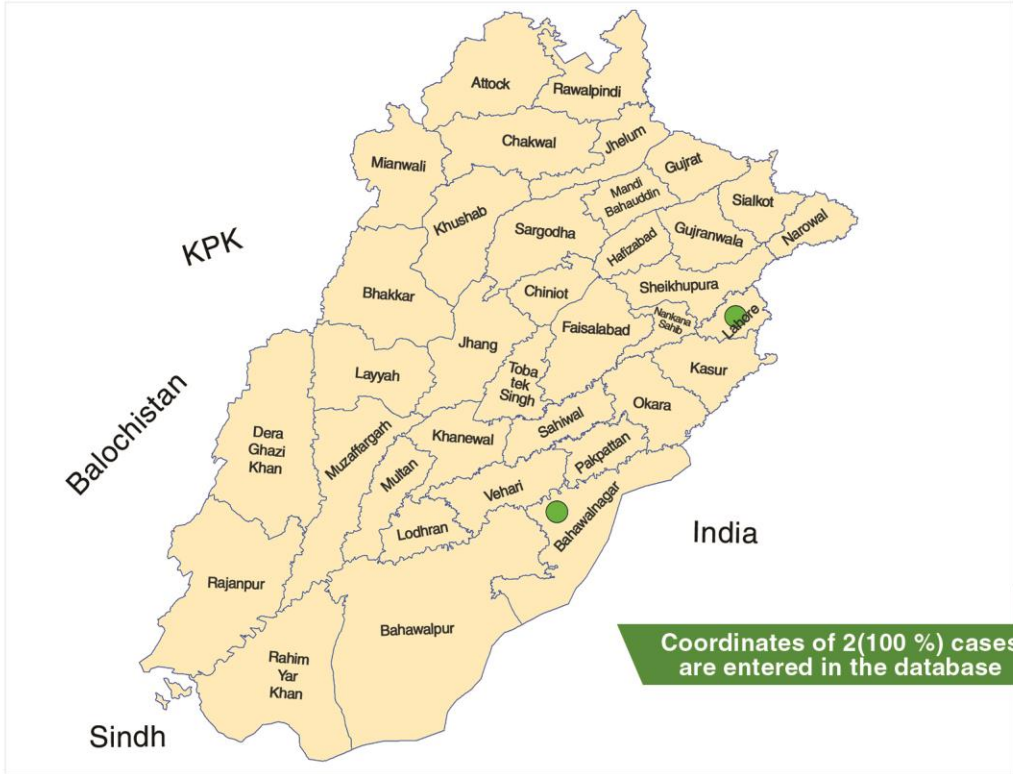 Attock
Rawalpindi
Chakwal
Jhelum
Mianwali
Gujrat
Mandi
Bahauddin
Sialkot
Khushab
Narowal
Sargodha
Hafizabad
Gujranwala
KPK
Sheikhupura
Bhakkar
Chiniot
Lahore
Nankana
Sahib
Faisalabad
Jhang
Kasur
Layyah
Toba
tek
Singh
Okara
Balochistan
Dera
Ghazi
Khan
Muzaffargarh
Khanewal
Sahiwal
Pakpattan
Multan
Vehari
Bahawalnagar
Lodhran
India
Rajanpur
Bahawalpur
Coordinates of 2(100 %) cases
are entered in the database
Rahim
Yar
Khan
Sindh